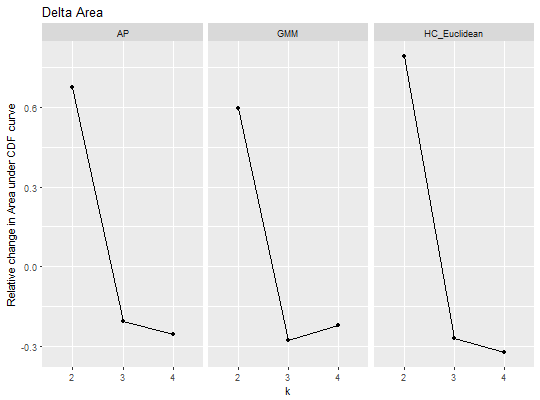 Delta Area
AP GMM HC_Euclidean
Relative change in Area under CDF curve
0.6
0.3
0.0
-0.3
2 3 4 2 3 4 2 3 4
k